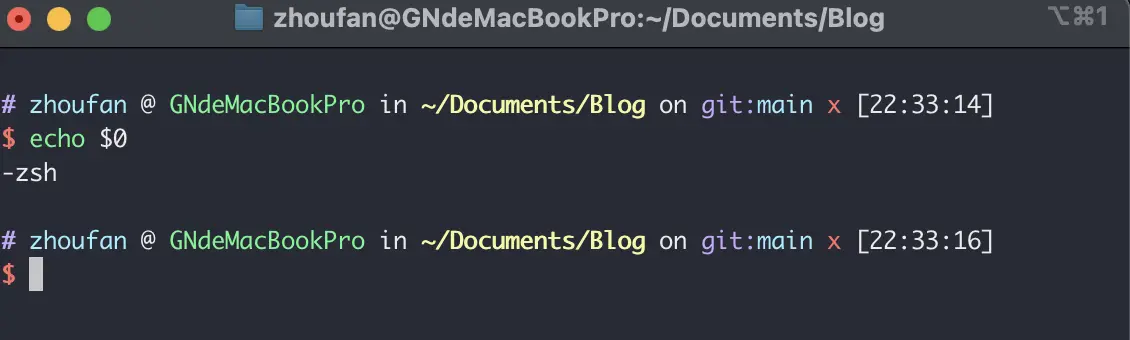 zhoufan@GNdeMacBookPro:~/Documents/Blog ⌥⌘1
# zhoufan @ GNdeMacBookPro in ~/Documents/Blog on git:main x [22:33:14]
$ echo $0
-zsh
# zhoufan @ GNdeMacBookPro in ~/Documents/Blog on git:main x [22:33:16]
$